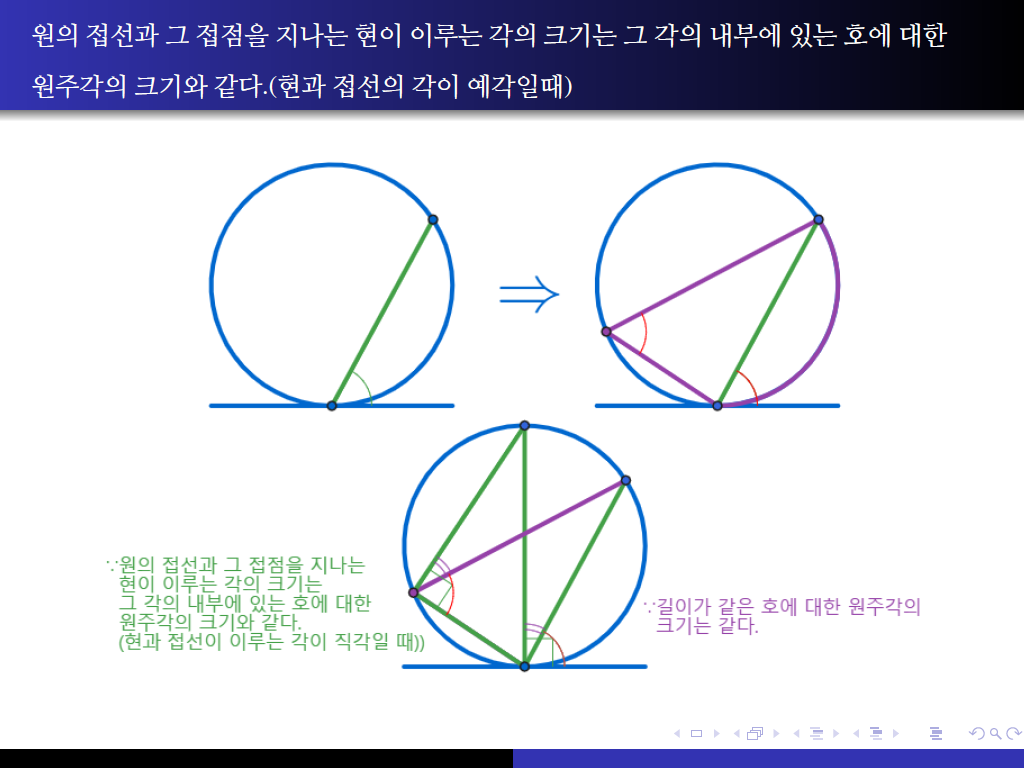 원의 접선과 그 접점을 지나는 현이 이루는 각의 크기는 그 각의 내부에 있는 호에 대한
원주각의 크기와 같다.(현과 접선의 각이 예각일때)
⇒
∵원의 접선과 그 접점을 지나는
현이 이루는 각의 크기는
그 각의 내부에 있는 호에 대한
원주각의 크기와 같다.
(현과 접선이 이루는 각이 직각일 때))
∵길이가 같은 호에 대한 원주각의
크기는 같다.